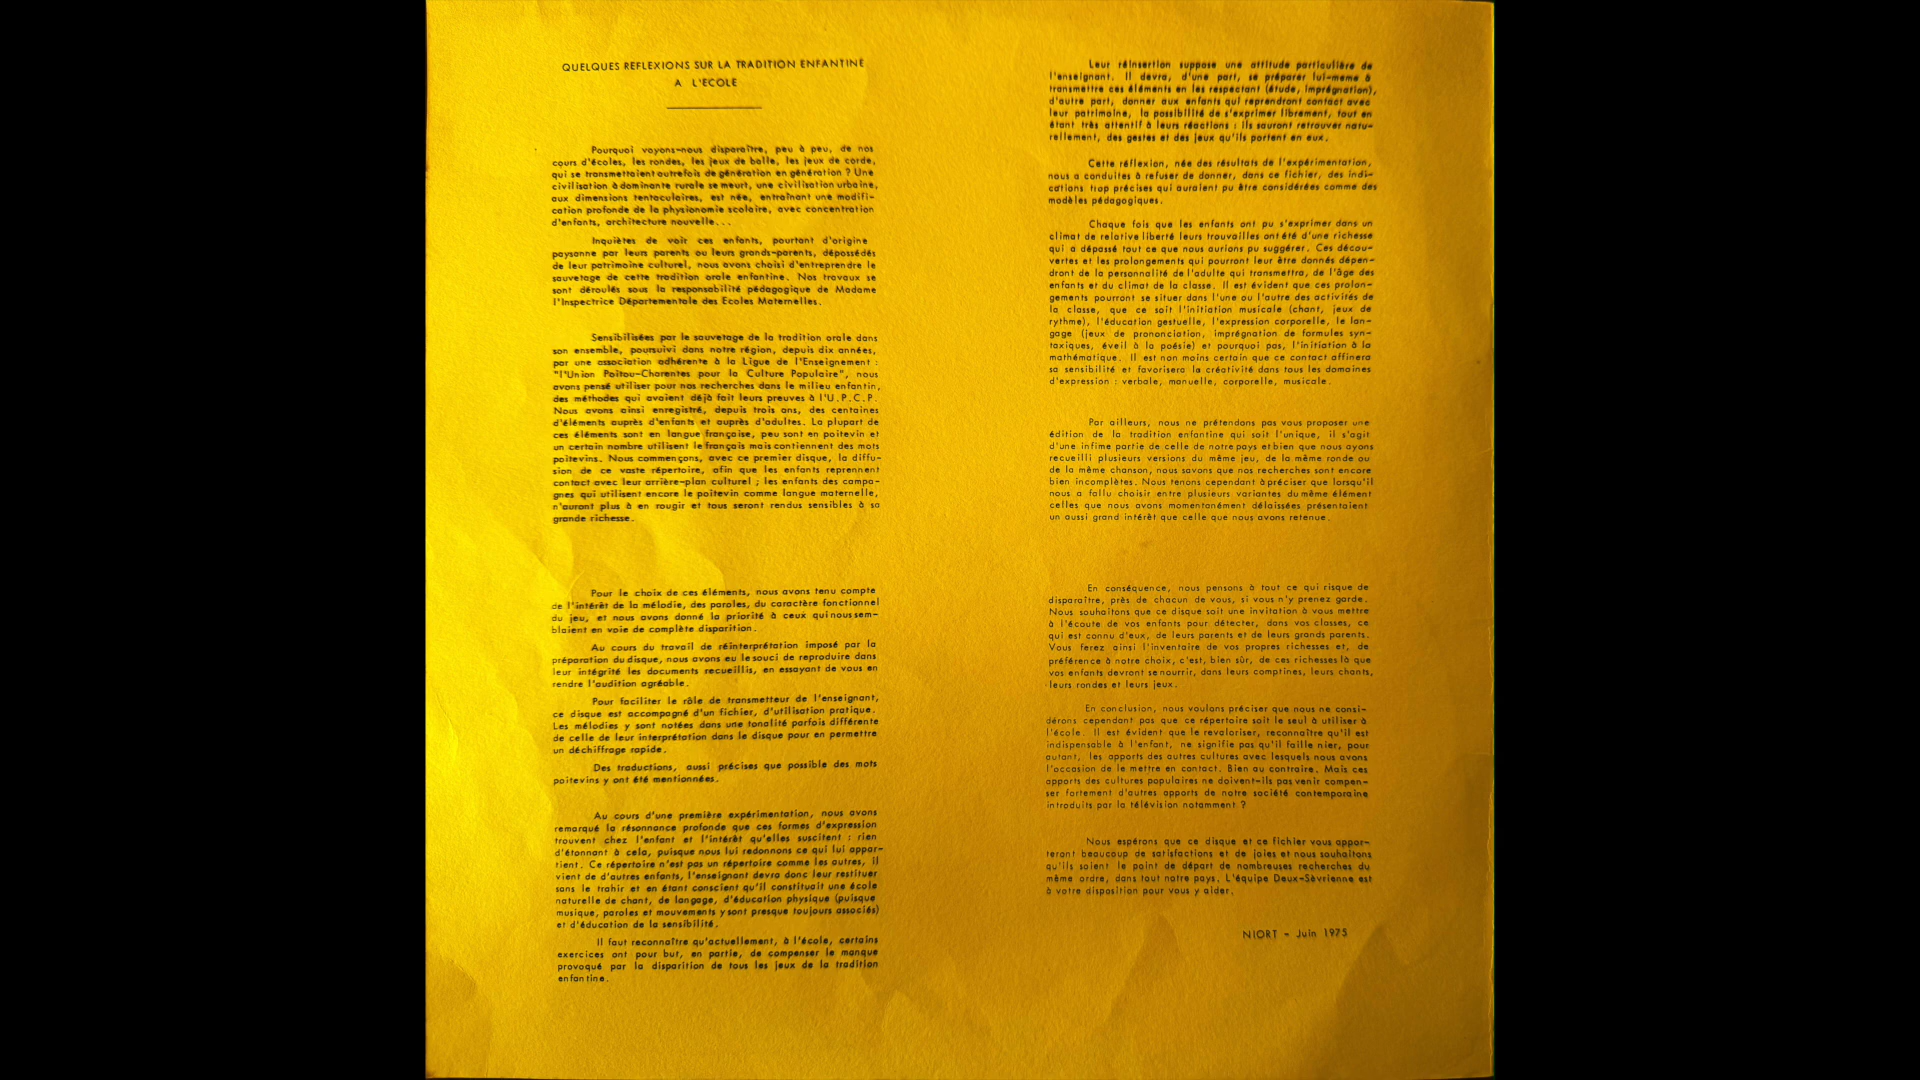 QUELQUES REFLEXIONS SUR LA TRADITION ENFANTINE
A L'ECOLE
Pourquoi voyons-nous disparaître, peu à peu, de nos
cours d'écoles, les rondes, les jeux de balle, les jeux de corde,
qui se transmettaient autrefois de génération en génération ? Une
civilisation à dominante rurale se meurt, une civilisation urbaine,
aux dimensions tentaculaires, est née, entraînant une modifi-
cation profonde de la physionomie scolaire, avec concentration
d'enfants, architecture nouvelle...
Inquiètes de voir ces enfants, pourtant d'origine
paysanne par leurs parents ou leurs grands-parents, dépossédés
de leur patrimoine culturel, nous avons choisi d'entreprendre le
sauvetage de cette tradition orale enfantine. Nos travaux se
sont déroulés sous la responsabilité pédagogique de Madame
l'Inspectrice Départementale des Ecoles Maternelles.
Sensibilisées par le sauvetage de la tradition orale dans
son ensemble, poursuivi dans notre région, depuis dix années,
par une association adhérente à la Ligue de l'Enseignement :
"l'Union Poitou-Charentes pour la Culture Populaire", nous
avons pensé utiliser pour nos recherches dans le milieu enfantin,
des méthodes qui avaient déjà fait leurs preuves à l'U.P.C.P.
Nous avons ainsi enregistré, depuis trois ans, des centaines
d'éléments auprès d'enfants et auprès d'adultes. La plupart de
ces éléments sont en langue française, peu sont en poitevin et
un certain nombre utilisent le français mais contiennent des mots
poitevins. Nous commençons, avec ce premier disque, la diffu-
sion de ce vaste répertoire, afin que les enfants reprennent
contact avec leur arrière-plan culturel ; les enfants des campa-
gnes qui utilisent encore le poitevin comme langue maternelle,
n'auront plus à en rougir et tous seront rendus sensibles à sa
grande richesse.
Pour le choix de ces éléments, nous avons tenu compte
de l'intérêt de la mélodie, des paroles, du caractère fonctionnel
du jeu, et nous avons donné la priorité à ceux qui nous sem-
blaient en voie de complète disparition.
Au cours du travail de réinterprétation imposé par la
préparation du disque, nous avons eu le souci de reproduire dans
leur intégrité les documents recueillis, en essayant de vous en
rendre l'audition agréable.
Pour faciliter le rôle de transmetteur de l'enseignant,
ce disque est accompagné d'un fichier, d'utilisation pratique.
Les mélodies y sont notées dans une tonalité parfois différente
de celle de leur interprétation dans le disque pour en permettre
un déchiffrage rapide.
Des traductions, aussi précises que possible des mots
poitevins y ont été mentionnées.
Au cours d'une première expérimentation, nous avons
remarqué la résonnance profonde que ces formes d'expression
trouvent chez l'enfant et l'intérêt qu'elles suscitent : rien
d'étonnant à cela, puisque nous lui redonnons ce qui lui appar-
tient. Ce répertoire n'est pas un répertoire comme les autres, il
vient de d'autres enfants, l'enseignant devra donc leur restituer
sans le trahir et en étant conscient qu'il constituait une école
naturelle de chant, de langage, d'éducation physique (puisque
musique, paroles et mouvements y sont presque toujours associés)
et d'éducation de la sensibilité.
Il faut reconnaître qu'actuellement, à l'école, certains
exercices ont pour but, en partie, de compenser le manque
provoqué par la disparition de tous les jeux de la tradition
enfantine.
Leur réinsertion suppose une attitude particulière de
l'enseignant. Il devra, d'une part, se préparer lui-meme à
transmettre ces éléments en les respectant (étude, imprégnation),
d'autre part, donner aux enfants qui reprendront contact avec
leur patrimoine, la possibilité de s'exprimer librement, tout en
étant très attentif à leurs réactions : ils sauront retrouver natu-
rellement, des gestes et des jeux qu'ils portent en eux.
Cette réflexion, née des résultats de l'expérimentation,
nous a conduites à refuser de donner, dans ce fichier, des indi-
cations trop précises qui auraient pu être considérées comme des
modèles pédagogiques.
Chaque fois que les enfants ont pu s'exprimer dans un
climat de relative liberté leurs trouvailles ont été d'une richesse
qui a dépassé tout ce que nous aurions pu suggérer. Ces décou-
vertes et les prolongements qui pourront leur être donnés dépen-
dront de la personnalité de l'adulte qui transmettra, de l'âge des
enfants et du climat de la classe. Il est évident que ces prolon-
gements pourront se situer dans l'une ou l'autre des activités de
la classe, que ce soit l'initiation musicale (chant, jeux de
rythme), l'éducation gestuelle, l'expression corporelle, le lan-
gage (jeux de prononciation, imprégnation de formules syn-
taxiques, éveil à la poésie) et pourquoi pas, l'initiation à la
mathématique. Il est non moins certain que ce contact affinera
sa sensibilité et favorisera la créativité dans tous les domaines
d'expression : verbale, manuelle, corporelle, musicale.
Par ailleurs, nous ne prétendons pas vous proposer une
édition de la tradition enfantine qui soit l'unique, il s'agit
d'une infime partie de celle de notre pays et bien que nous ayons
recueilli plusieurs versions du même jeu, de la même ronde ou
de la même chanson, nous savons que nos recherches sont encore
bien incomplètes. Nous tenons cependant à préciser que lorsqu'il
nous a fallu choisir entre plusieurs variantes du même élément
celles que nous avons momentanément délaissées présentaient
un aussi grand intérêt que celle que nous avons retenue.
En conséquence, nous pensons à tout ce qui risque de
disparaître, près de chacun de vous, si vous n'y prenez garde.
Nous souhaitons que ce disque soit une invitation à vous mettre
à l'écoute de vos enfants pour détecter, dans vos classes, ce
qui est connu d'eux, de leurs parents et de leurs grands parents.
Vous ferez ainsi l'inventaire de vos propres richesses et, de
préférence à notre choix, c'est, bien sûr, de ces richesses là que
vos enfants devront se nourrir, dans leurs comptines, leurs chants,
leurs rondes et leurs jeux.
En conclusion, nous voulons préciser que nous ne consi-
dérons cependant pas que ce répertoire soit le seul à utiliser à
l'école. Il est évident que le revaloriser, reconnaître qu'il est
indispensable à l'enfant, ne signifie pas qu'il faille nier, pour
autant, les apports des autres cultures avec lesquels nous avons
l'occasion de le mettre en contact. Bien au contraire. Mais ces
apports des cultures populaires ne doivent-ils pas venir compen-
ser fortement d'autres apports de notre société contemporaine
introduits par la télévision notamment ?
Nous espérons que ce disque et ce fichier vous appor-
teront beaucoup de satisfactions et de joies et nous souhaitons
qu'ils soient le point de départ de nombreuses recherches du
même ordre, dans tout notre pays. L'équipe Deux-Sèvrienne est
à votre disposition pour vous y aider.
NIORT - Juin 1975